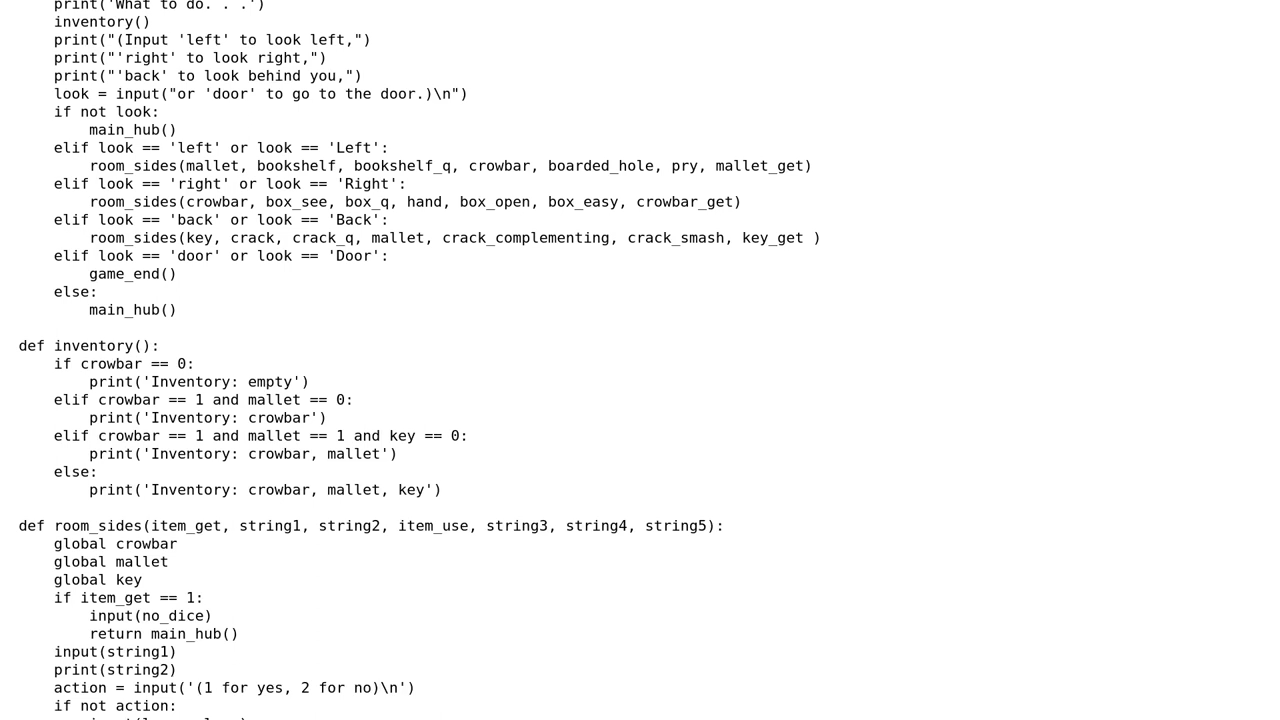 print('What to do. . .')
    inventory()
    print("(Input 'left' to look left,")
    print("'right' to look right,")
    print("'back' to look behind you,")
    look = input("or 'door' to go to the door.)\n")
    if not look:
        main_hub()
    elif look == 'left' or look == 'Left':
        room_sides(mallet, bookshelf, bookshelf_q, crowbar, boarded_hole, pry, mallet_get)
    elif look == 'right' or look == 'Right':
        room_sides(crowbar, box_see, box_q, hand, box_open, box_easy, crowbar_get)
    elif look == 'back' or look == 'Back':
        room_sides(key, crack, crack_q, mallet, crack_complementing, crack_smash, key_get )
    elif look == 'door' or look == 'Door':
        game_end()
    else:
        main_hub()

def inventory():
    if crowbar == 0:
        print('Inventory: empty')
    elif crowbar == 1 and mallet == 0:
        print('Inventory: crowbar')
    elif crowbar == 1 and mallet == 1 and key == 0:
        print('Inventory: crowbar, mallet')
    else:
        print('Inventory: crowbar, mallet, key')

def room_sides(item_get, string1, string2, item_use, string3, string4, string5):
    global crowbar
    global mallet
    global key
    if item_get == 1:
        input(no_dice)
        return main_hub()
    input(string1)
    print(string2)
    action = input('(1 for yes, 2 for no)\n')
    if not action: